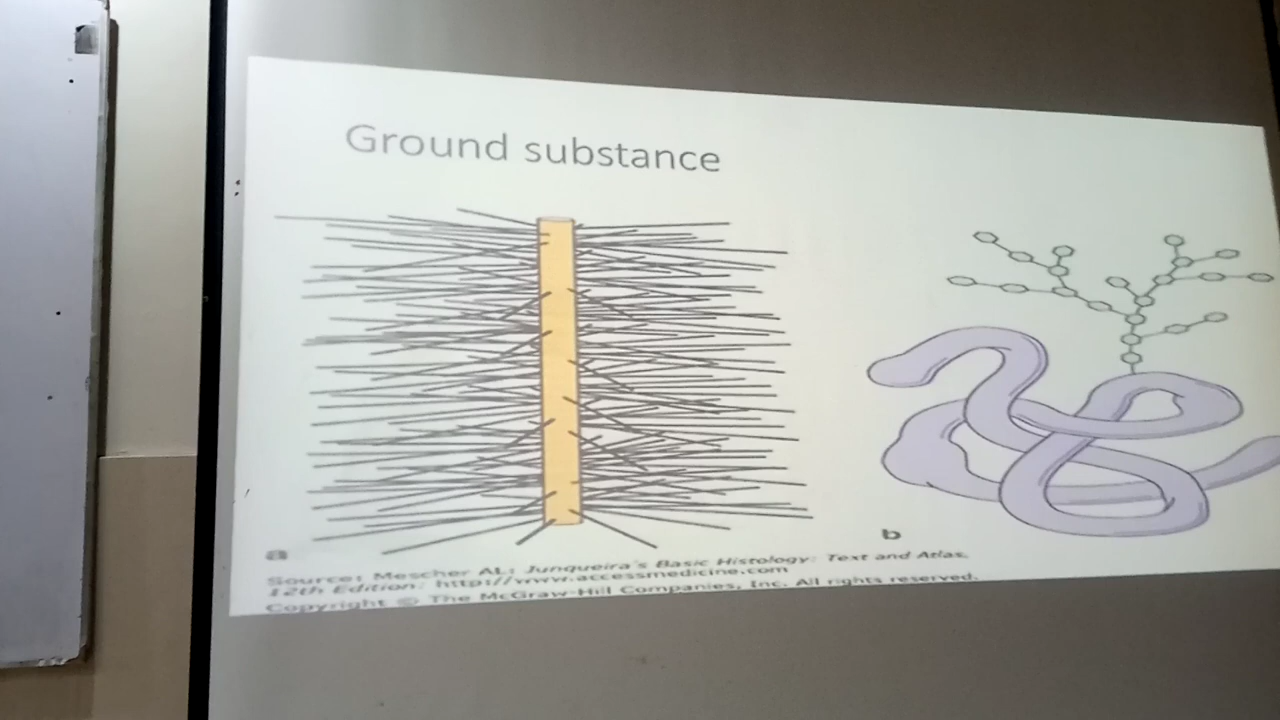 Ground substance
a
b
Source: Mescher AL: Junqueira's Basic Histology: Text and Atlas,
12th Edition: http://www.accessmedicine.com
Copyright © The McGraw-Hill Companies, Inc. All rights reserved.